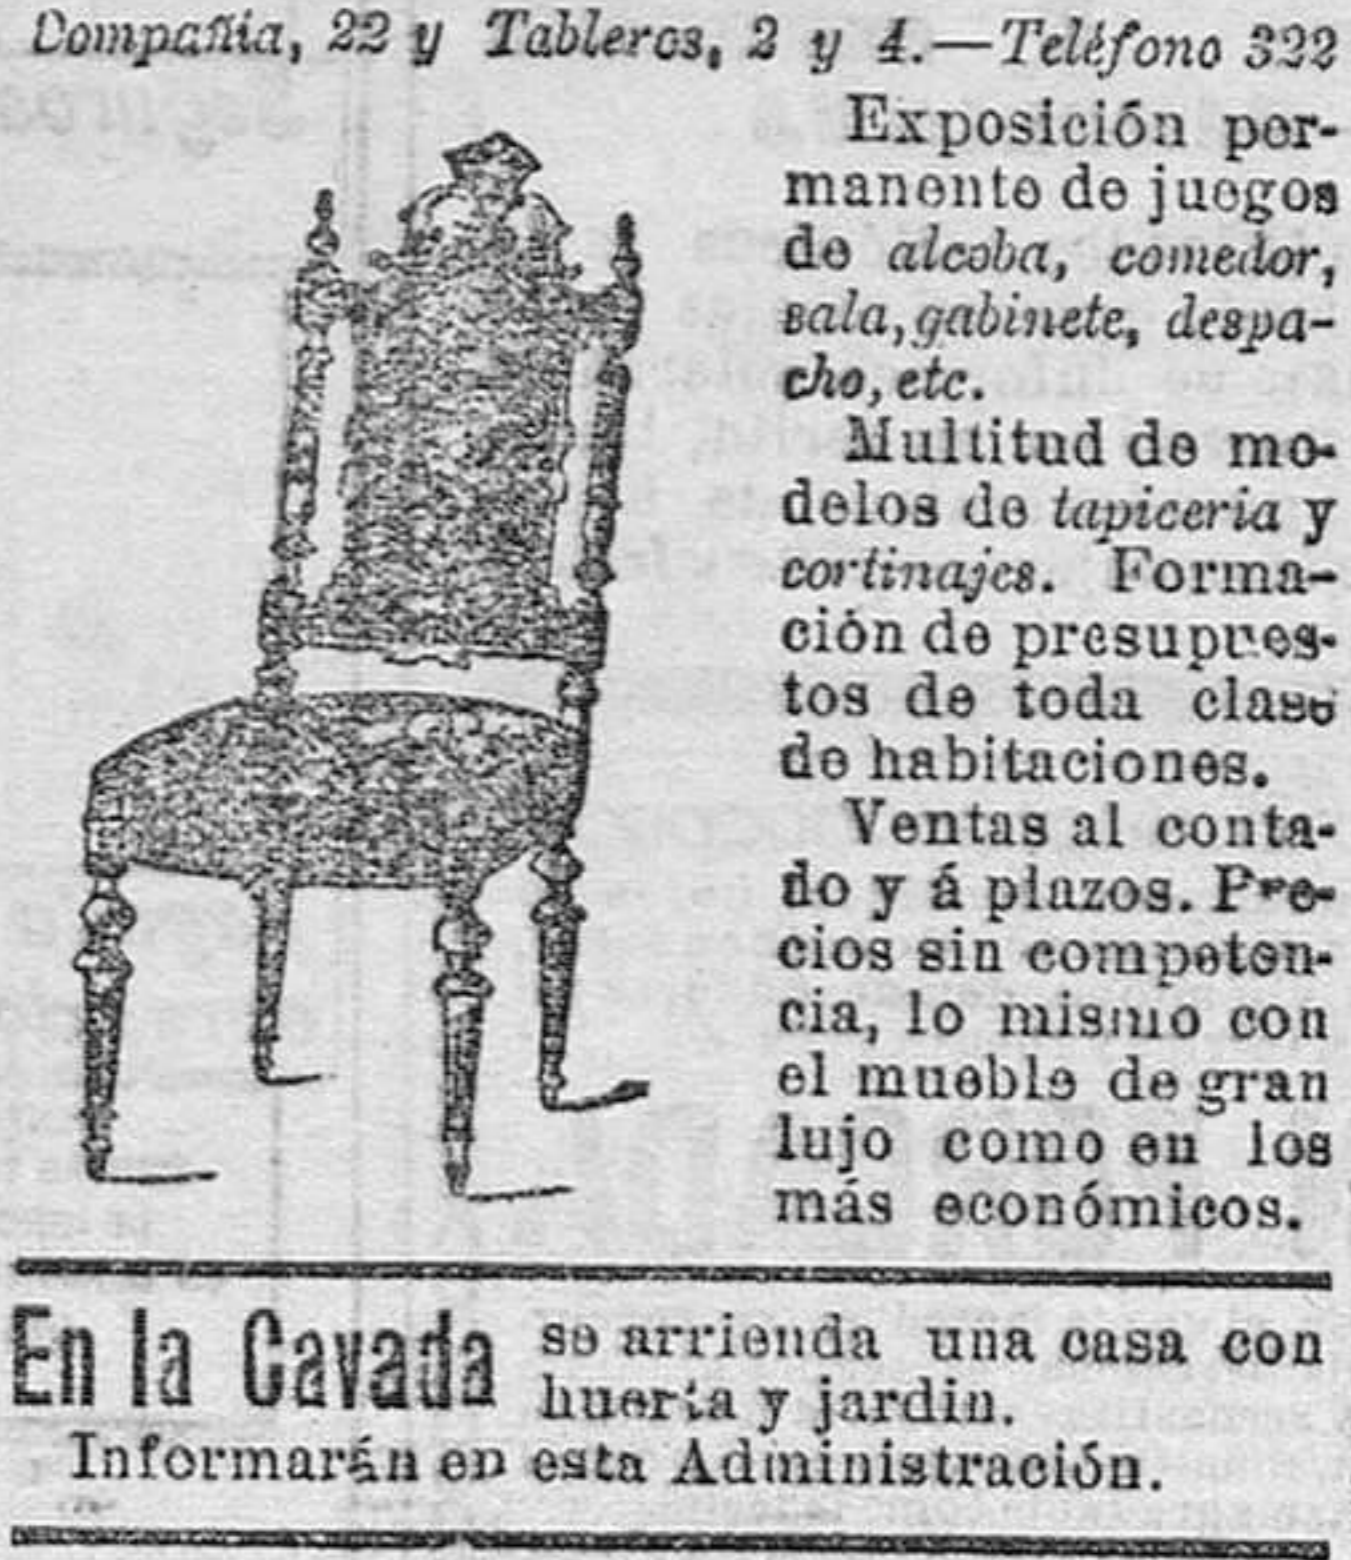 Compañia, 22 y Tableros, 2 y 4.—Teléfono 322
Exposición per-
manente de juegos
de alcoba, comedor,
sala, gabinete, despa-
cho, etc.
Multitud de mo-
delos de tapiceria y
cortinajes. Forma-
ción de presupues-
tos de toda clase
de habitaciones.
Ventas al conta-
do y á plazos. Pre-
cios sin competen-
cia, lo mismo con
el mueble de gran
lujo como en los
más económicos.
En la Cavada se arrienda una casa con
huerta y jardin.
Informarán en esta Administración.